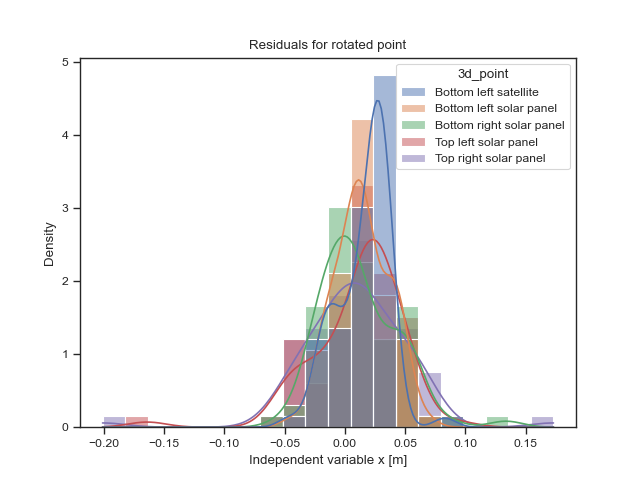 Residuals for rotated point
3d_point
Bottom left satellite
Bottom left solar panel
Bottom right solar panel
Top left solar panel
Top right solar panel
Density
5
4
3
2
1
0
−0.20 −0.15 −0.10 −0.05 0.00 0.05 0.10 0.15
Independent variable x [m]